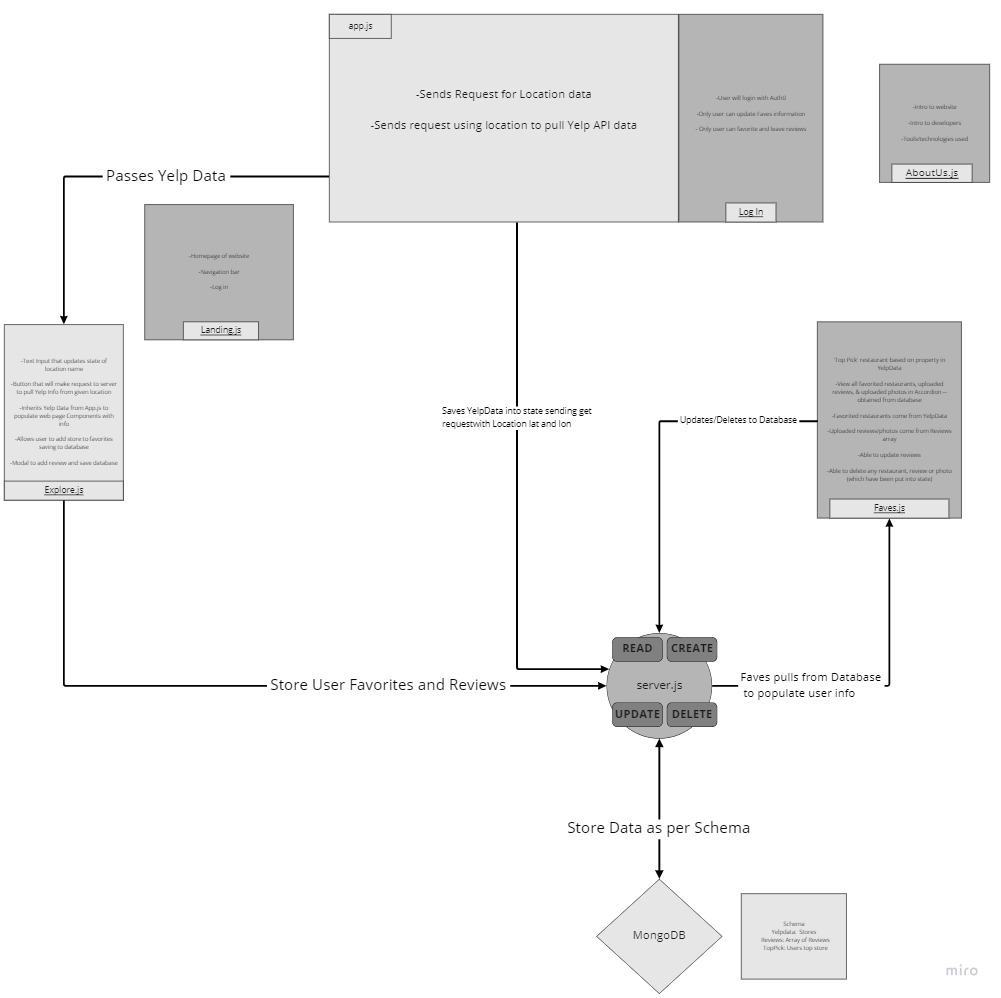 app.js
-Sends Request for Location data
-Sends request using location to pull Yelp API data
-User will login with Auth0
-Only user can update Faves information
- Only user can favorite and leave reviews
Log In
-Intro to website
-Intro to developers
-Tools/technologies used
AboutUs.js
Passes Yelp Data
-Homepage of website
-Navigation bar
-Log in
Landing.js
-Text Input that updates state of
location name
-Button that will make request to server
to pull Yelp Info from given location
-Inherits Yelp Data from App.js to
populate web page Components with
info
-Allows user to add store to favorites
saving to database
-Modal to add review and save database
Explore.js
Saves YelpData into state sending get
requestwith Location lat and lon
Updates/Deletes to Database
'Top Pick' restaurant based on property in
YelpData
-View all favorited restaurants, uploaded
reviews, & uploaded photos in Accordion --
obtained from database
-Favorited restaurants come from YelpData
-Uploaded reviews/photos come from Reviews
array
-Able to update reviews
-Able to delete any restaurant, review or photo
(which have been put into state)
Faves.js
READ
CREATE
server.js
UPDATE
DELETE
Store User Favorites and Reviews
Faves pulls from Database
to populate user info
Store Data as per Schema
MongoDB
Schema
Yelpdata: Stores
Reviews: Array of Reviews
TopPick: Users top store
miro